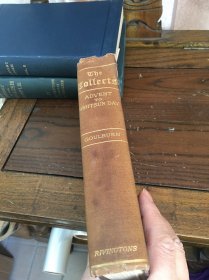 The
Collects
ADVENT
TO
WHITSUN DAY
GOULBURN
RIVINGTONS